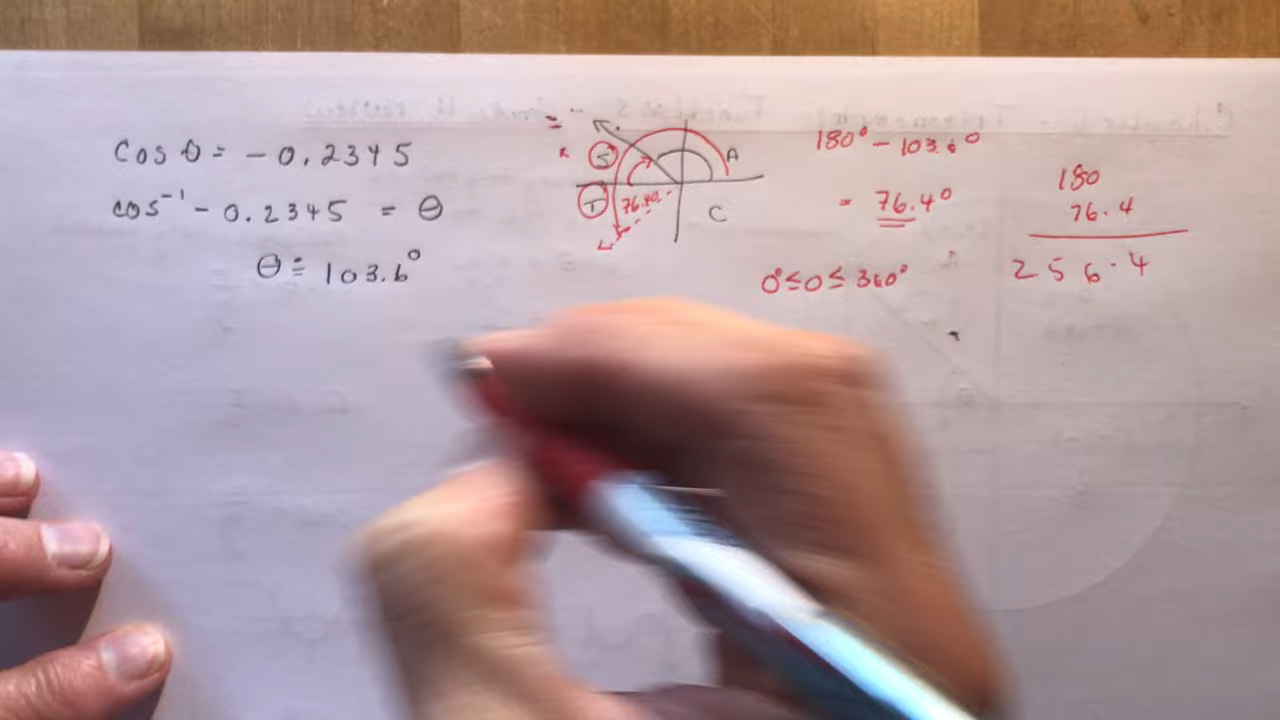 cos θ = -0.2345
cos⁻¹ -0.2345 = θ
θ ≐ 103.6°
S
A
T
76.4°
C
180° - 103.6°
= 76.4°
0° ≤ θ ≤ 360°
180
76.4
256.4